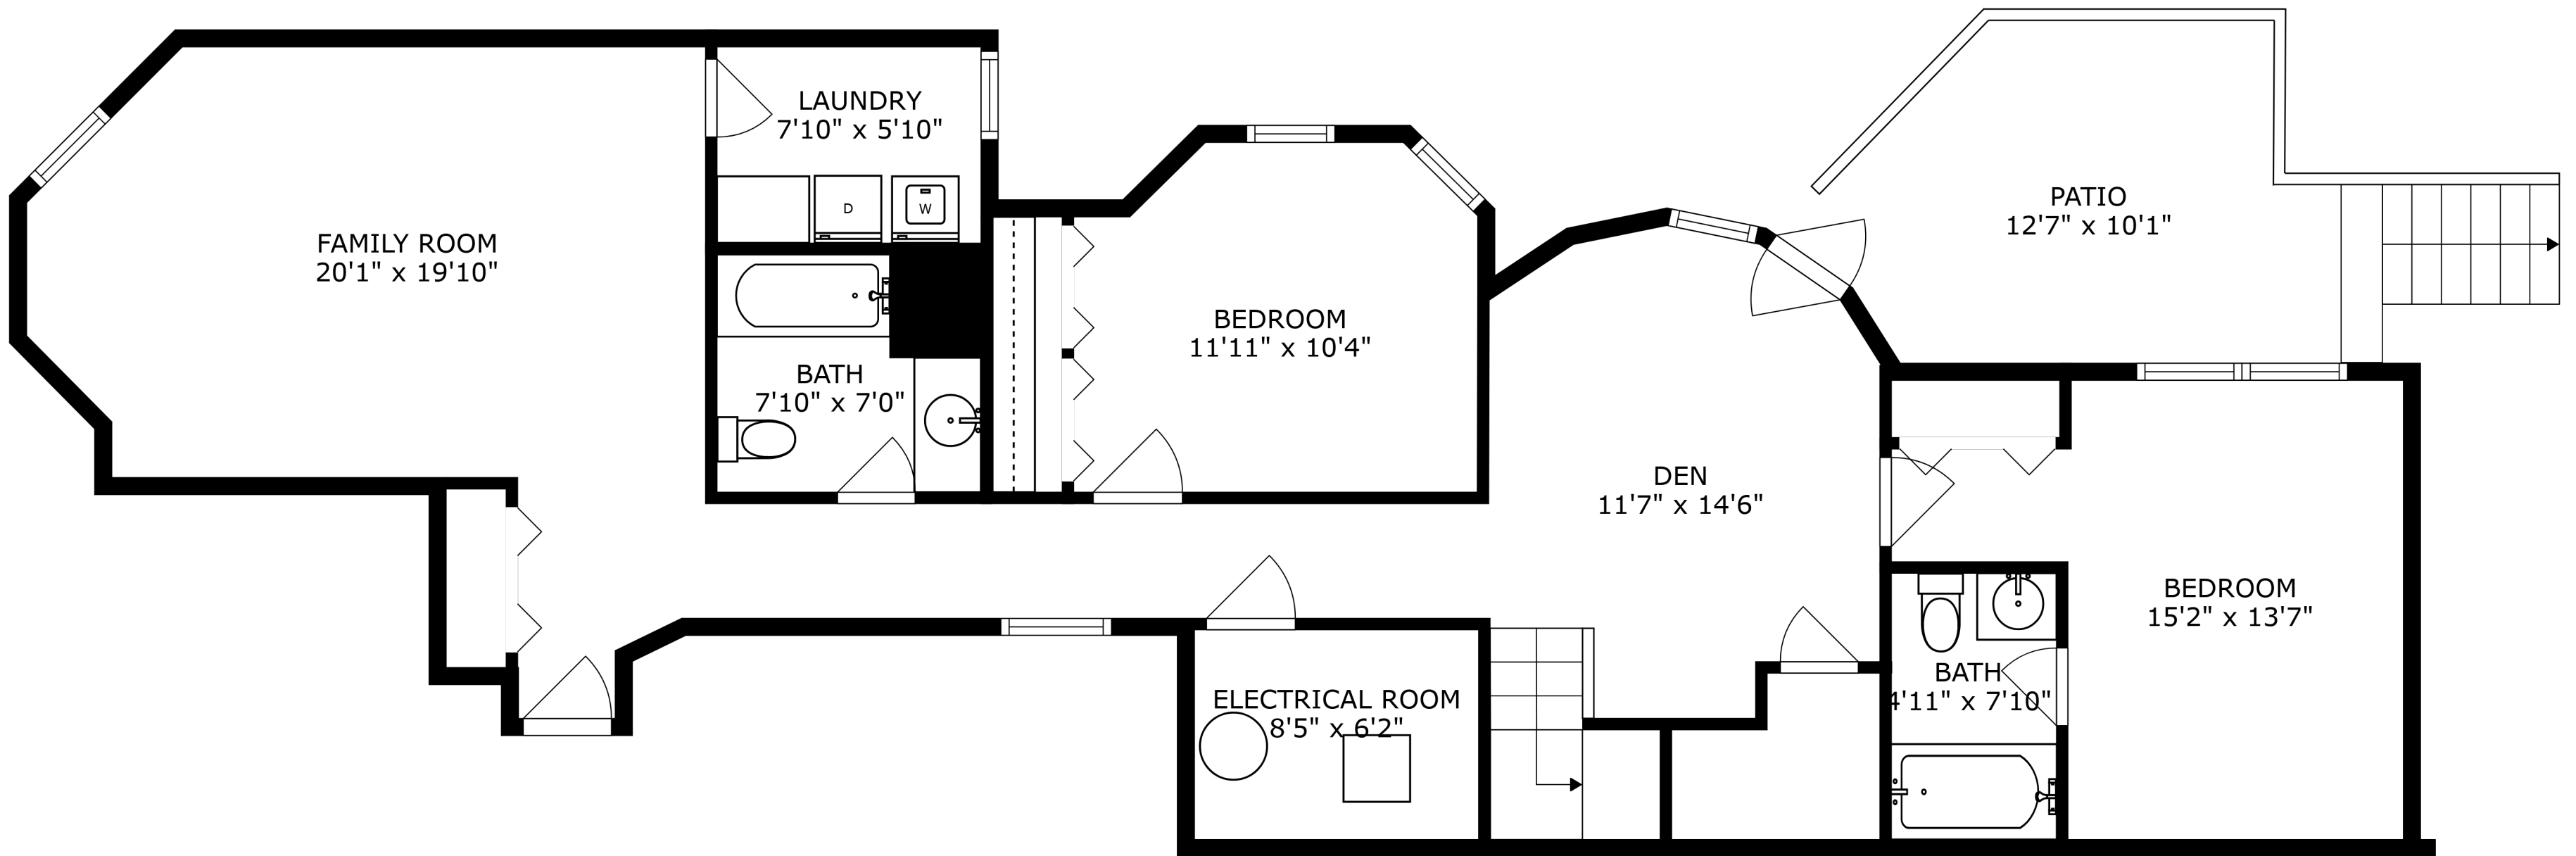 FAMILY ROOM
20'1" x 19'10"
LAUNDRY
7'10" x 5'10"
D
W
BATH
7'10" x 7'0"
BEDROOM
11'11" x 10'4"
PATIO
12'7" x 10'1"
DEN
11'7" x 14'6"
BEDROOM
15'2" x 13'7"
BATH
4'11" x 7'10"
ELECTRICAL ROOM
8'5" x 6'2"